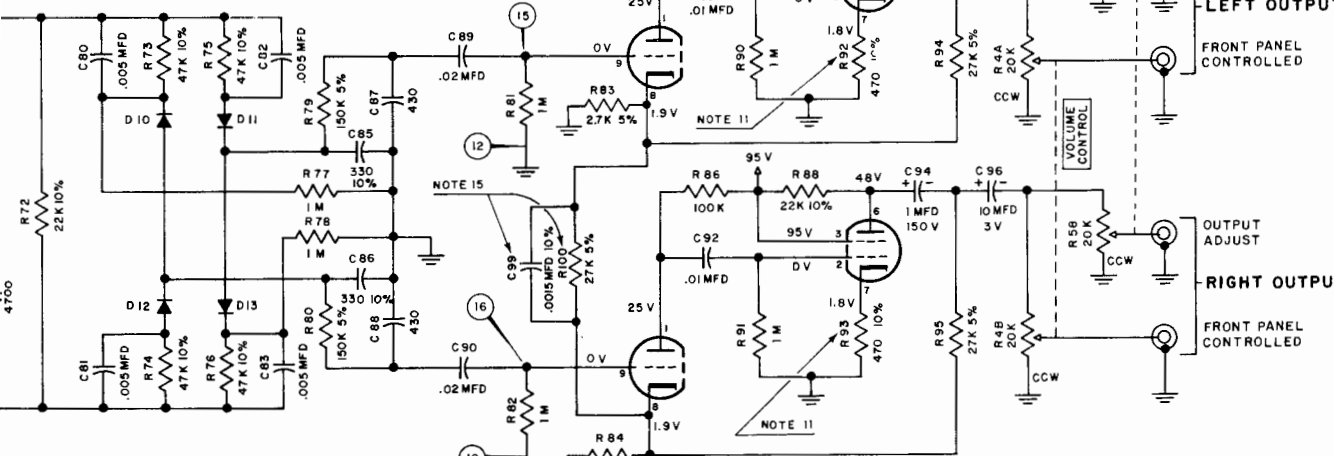 25V
15
.01 MFD
7
LEFT OUTPUT
C80
.005 MFD
R73
47K 10%
R75
47K 10%
C82
.005 MFD
C89
.02MFD
0V
9
1
8
1.9V
R83
2.7K 5%
R81
1M
12
R90
1M
1.8V
R92
470
NOTE 11
R94
27K 5%
R4A
20K
CCW
FRONT PANEL
CONTROLLED
VOLUME
CONTROL
R79
150K 5%
C87
430
D10
D11
C85
330
10%
R77
1M
R78
1M
R72
22K 10%
4700
NOTE 15
C99
.0015 MFD 10%
R100
27K 5%
95V
R86
100K
R88
22K 10%
48V
C94
1 MFD
150V
C96
10 MFD
3V
+
-
+
-
6
3
2
7
95V
0V
C92
.01MFD
R58
20K
CCW
OUTPUT
ADJUST
RIGHT OUTPU
C86
330 10%
D12
D13
R80
150K 5%
C88
430
16
25V
1
1.8V
R91
1M
R93
470 10%
R95
27K 5%
R4B
20K
CCW
FRONT PANEL
CONTROLLED
C81
.005 MFD
R74
47K 10%
R76
47K 10%
C83
.005 MFD
C90
.02 MFD
0V
9
8
1.9V
R82
1M
NOTE 11
R84